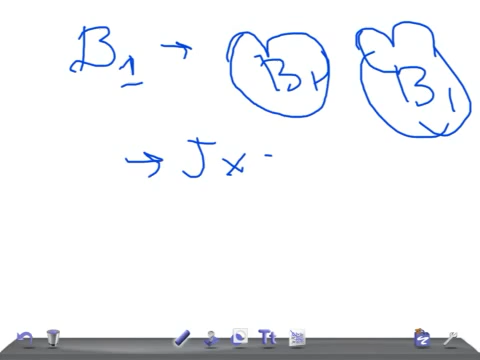 B1 → B1 B1
→ Jx -